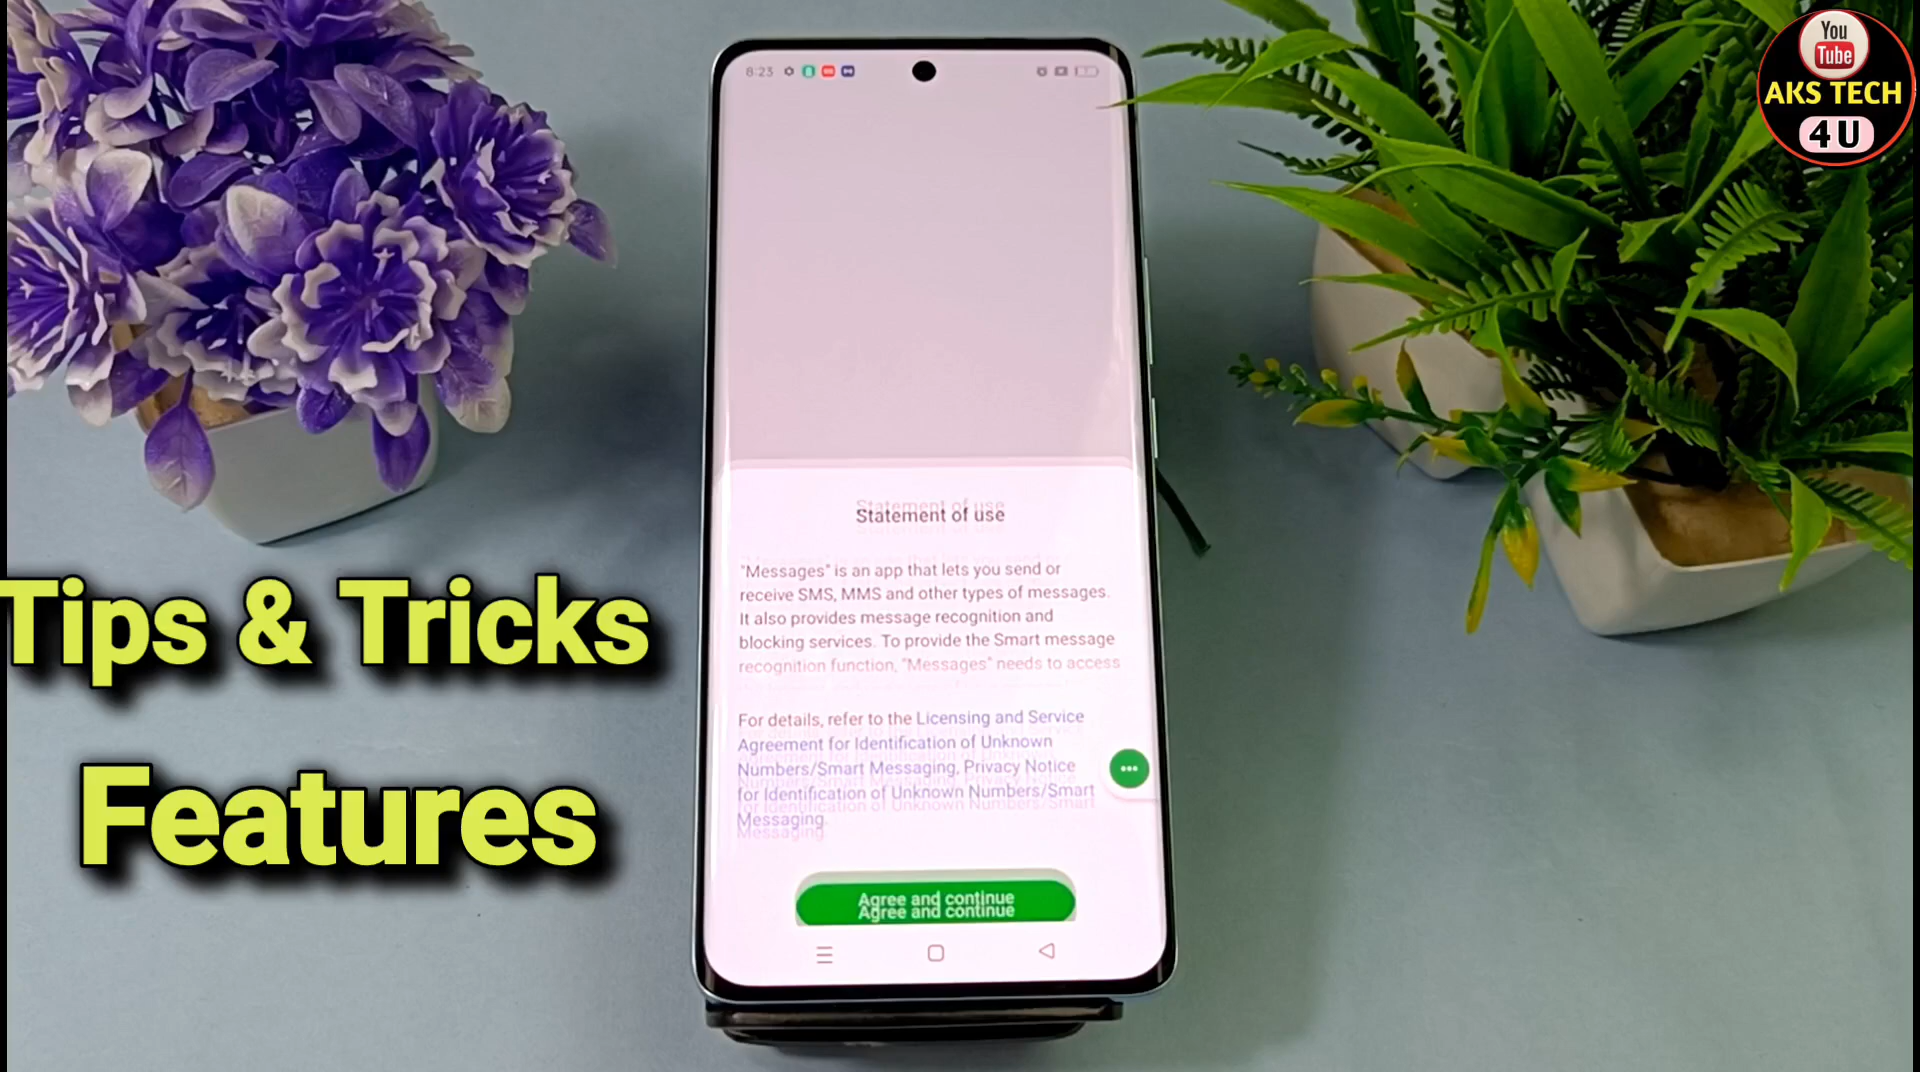 You
Tube
AKS TECH
4 U
8:23
Statement of use
"Messages" is an app that lets you send or
receive SMS, MMS and other types of messages.
It also provides message recognition and
blocking services. To provide the Smart message
recognition function, "Messages" needs to access
For details, refer to the Licensing and Service
Agreement for Identification of Unknown
Numbers/Smart Messaging, Privacy Notice
for Identification of Unknown Numbers/Smart
Messaging.
Agree and continue
Tips & Tricks
Features